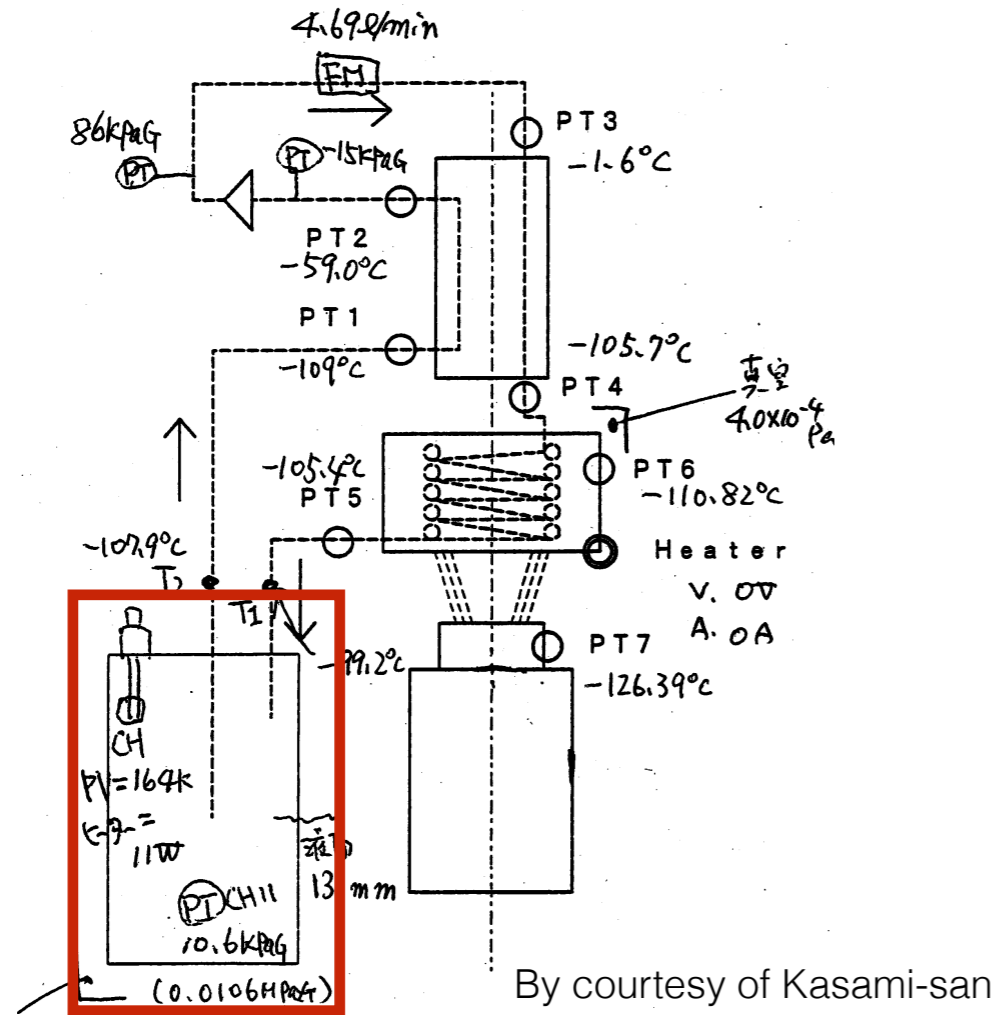 4.69ℓ/min
FM
86kPaG
PT
PT
-15kPaG
PT3
-1.6°C
PT2
-59.0°C
PT1
-109°C
-105.7°C
PT4
真空
4.0×10⁻⁴
Pa
-105.4°C
PT5
PT6
-110.82°C
Heater
V. 0V
A. 0A
-107.9°C
T1
-99.2°C
PT7
-126.39°C
CH
PV=164K
ヒーター=
11W
液面
13 mm
PI CH11
10.6kPaG
(0.0106MPaG)
By courtesy of Kasami-san